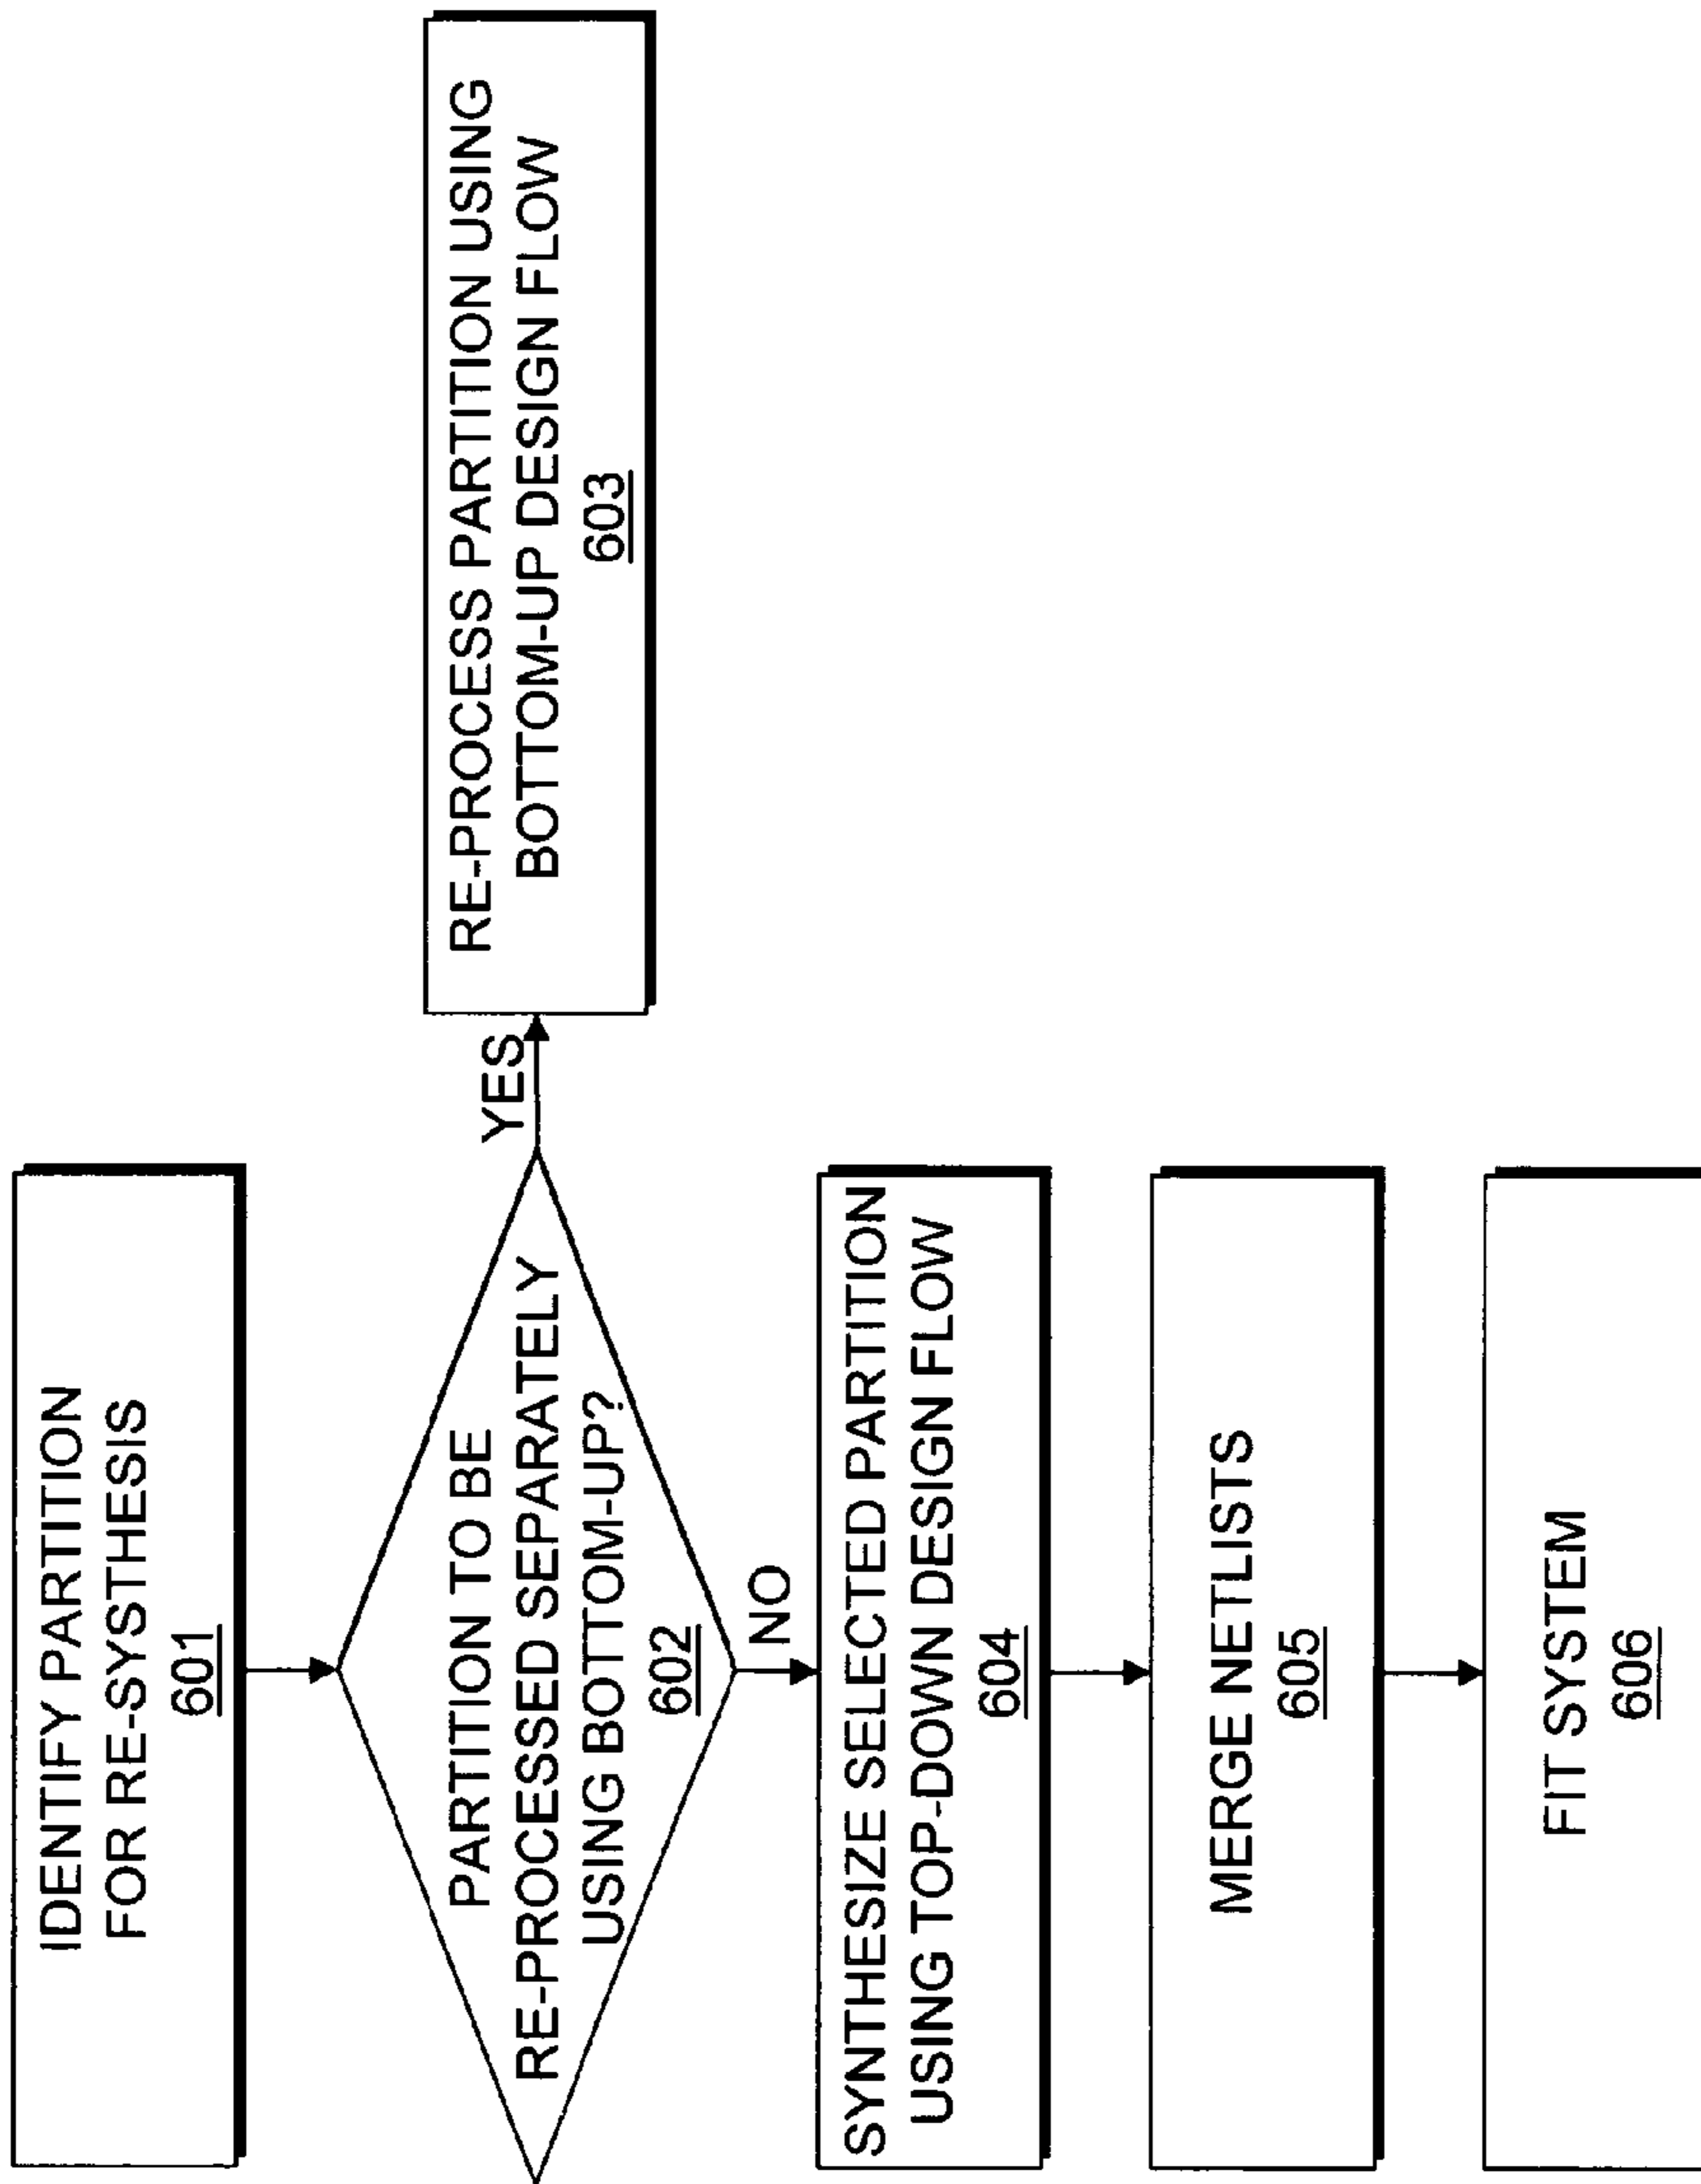 IDENTIFY PARTITION
FOR RE-SYSTHESIS
601
PARTITION TO BE
RE-PROCESSED SEPARATELY
USING BOTTOM-UP?
602
YES
RE-PROCESS PARTITION USING
BOTTOM-UP DESIGN FLOW
603
NO
SYNTHESIZE SELECTED PARTITION
USING TOP-DOWN DESIGN FLOW
604
MERGE NETLISTS
605
FIT SYSTEM
606